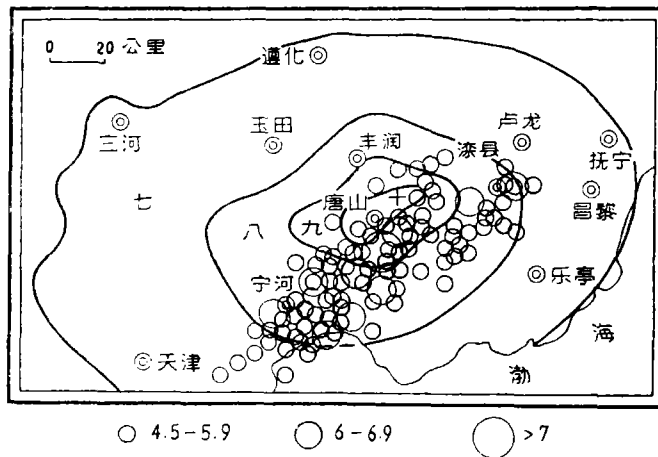 0 20 公里
遵化
三河
玉田
丰润
滦县
卢龙
抚宁
七
唐山
十
昌黎
八
九
宁河
乐亭
天津
海
渤
4.5-5.9
6-6.9
>7